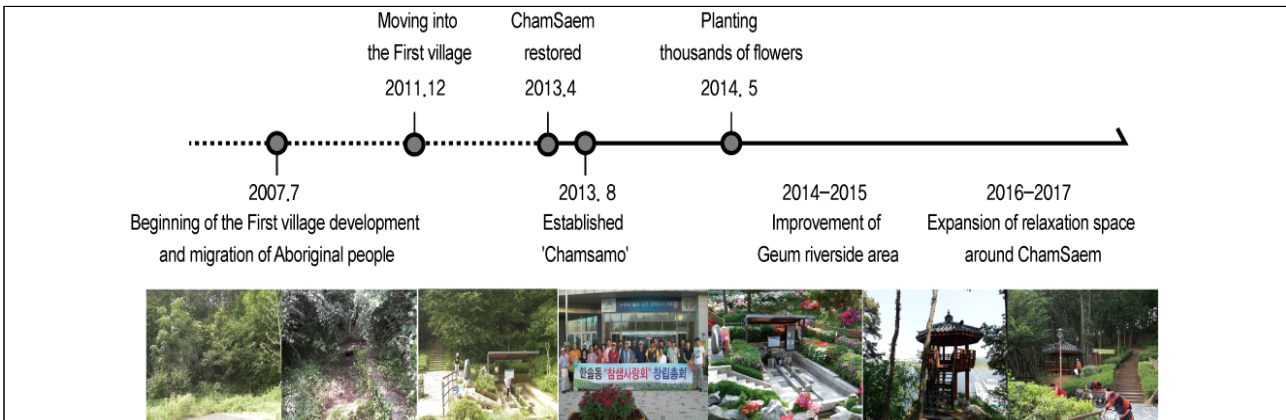 Moving into
the First village
2011.12
ChamSaem
restored
2013.4
Planting
thousands of flowers
2014. 5
2007.7
Beginning of the First village development
and migration of Aboriginal people
2013. 8
Established
'Chamsamo'
2014-2015
Improvement of
Geum riverside area
2016-2017
Expansion of relaxation space
around ChamSaem
한솔동 "참샘사랑회" 창립총회